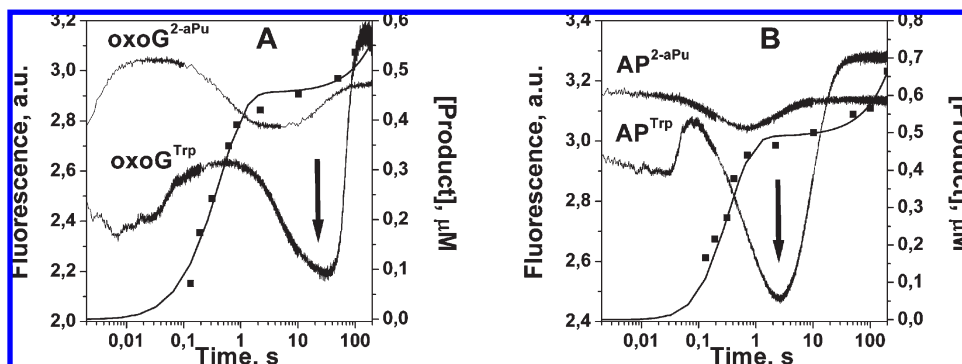 3,2
3,0
2,8
2,6
2,4
2,2
2,0
Fluorescence, a.u.
oxoG2-aPu
A
oxoGTrp
0,6
0,5
0,4
0,3
0,2
0,1
0,0
[Product], μM
0,01 0,1 1 10 100
Time, s
3,4
3,2
3,0
2,8
2,6
2,4
Fluorescence, a.u.
B
AP2-aPu
APTrp
0,8
0,7
0,6
0,5
0,4
0,3
0,2
0,1
0,0
μM
0,01 0,1 1 10 100
Time, s